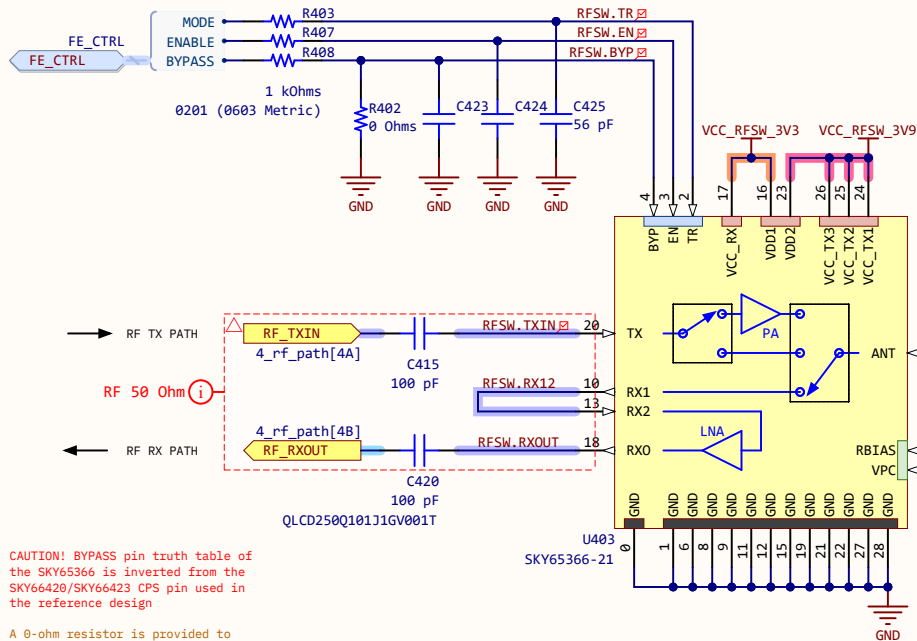 MODE
ENABLE
BYPASS
FE_CTRL
FE_CTRL
R403
R407
R408
1 kOhms
0201 (0603 Metric)
RFSW.TR
RFSW.EN
RFSW.BYP
R402
0 Ohms
C423
C424
C425
56 pF
GND
GND
GND
GND
VCC_RFSW_3V3
VCC_RFSW_3V9
4
3
2
17
16
23
26
25
24
BYP
EN
TR
VCC_RX
VDD1
VDD2
VCC_TX3
VCC_TX2
VCC_TX1
RF TX PATH
RF_TXIN
4_rf_path[4A]
C415
100 pF
RFSW.TXIN
20
TX
PA
ANT
RF 50 Ohm
i
RFSW.RX12
10
13
RX1
RX2
RF RX PATH
4_rf_path[4B]
RF_RXOUT
C420
100 pF
QLCD250Q101J1GV001T
RFSW.RXOUT
18
RXO
LNA
RBIAS
VPC
GND
GND
GND
GND
GND
GND
GND
GND
GND
GND
GND
GND
GND
U403
SKY65366-21
0
1
6
8
9
11
12
15
19
21
22
27
28
GND
CAUTION! BYPASS pin truth table of
the SKY65366 is inverted from the
SKY66420/SKY66423 CPS pin used in
the reference design
A 0-ohm resistor is provided to